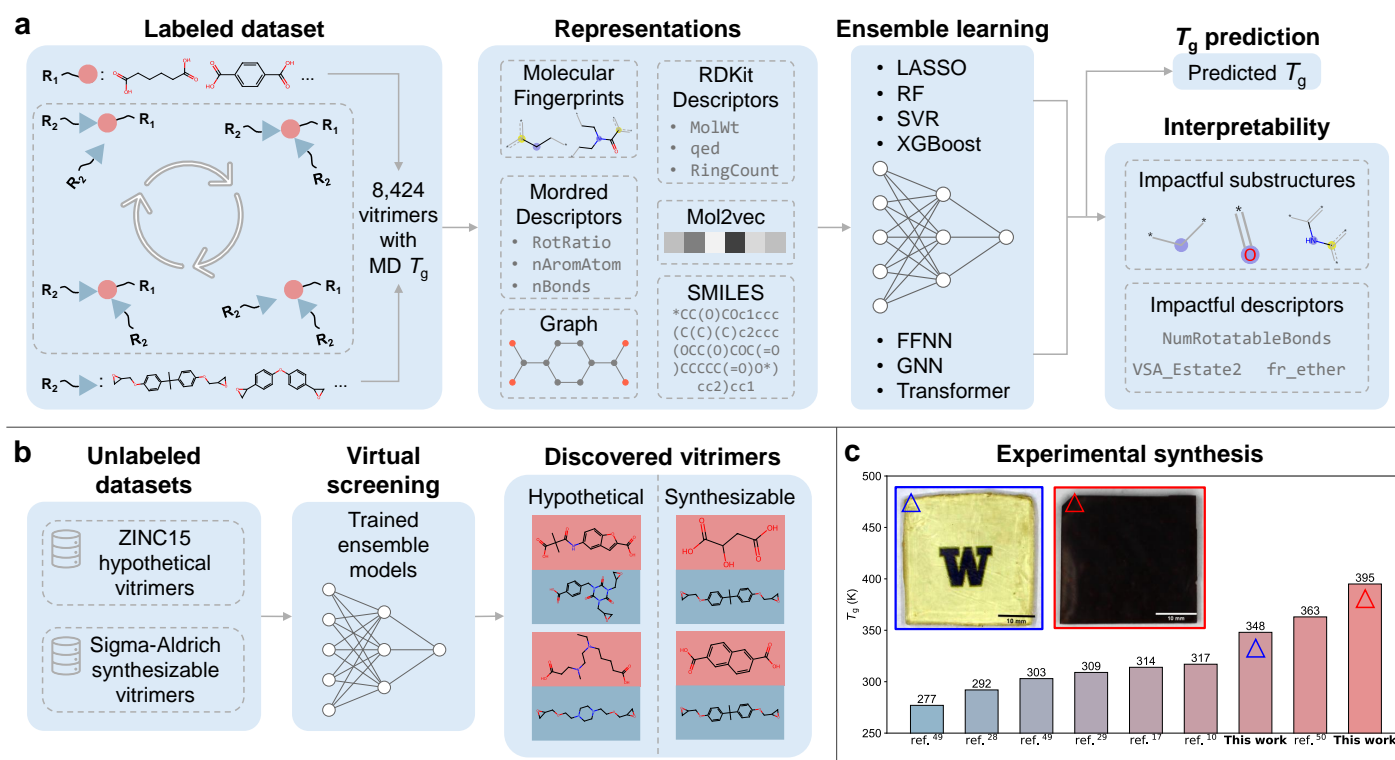 a
Labeled dataset
R1 : ...
OH
O
O
OH
O
OH
HO
O
R2 R1
R2
R2 R1
R2
R2 R1
R2
R2 R1
R2
8,424
vitrimers
with
MD Tg
R2 : ...
Representations
Molecular
Fingerprints
RDKit
Descriptors
• MolWt
• qed
• RingCount
Mordred
Descriptors
• RotRatio
• nAromAtom
• nBonds
Mol2vec
Graph
SMILES
*CC(O)COc1ccc
(C(C)(C)c2ccc
(OCC(O)COC(=O
)CCCCC(=O)O*)
cc2)cc1
Ensemble learning
• LASSO
• RF
• SVR
• XGBoost
• FFNN
• GNN
• Transformer
Tg prediction
Predicted Tg
Interpretability
Impactful substructures
* * * O HN
Impactful descriptors
NumRotatableBonds
VSA_Estate2 fr_ether
b
Unlabeled
datasets
ZINC15
hypothetical
vitrimers
Sigma-Aldrich
synthesizable
vitrimers
Virtual
screening
Trained
ensemble
models
Discovered vitrimers
Hypothetical Synthesizable
c
Experimental synthesis
Tg (K)
500
450
400
350
300
250
W
10 mm
10 mm
277
292
303
309
314
317
348
363
395
ref. 49
ref. 28
ref. 49
ref. 29
ref. 17
ref. 10
This work
ref. 50
This work